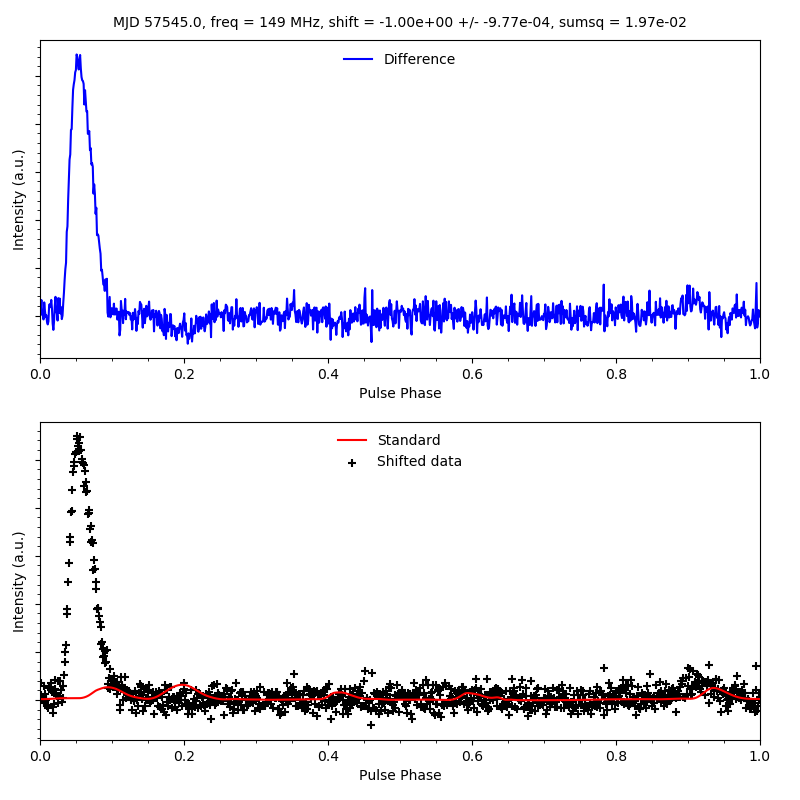 MJD 57545.0, freq = 149 MHz, shift = -1.00e+00 +/- -9.77e-04, sumsq = 1.97e-02
Difference
Intensity (a.u.)
0.0 0.2 0.4 0.6 0.8 1.0
Pulse Phase
Standard
Shifted data
Intensity (a.u.)
0.0 0.2 0.4 0.6 0.8 1.0
Pulse Phase